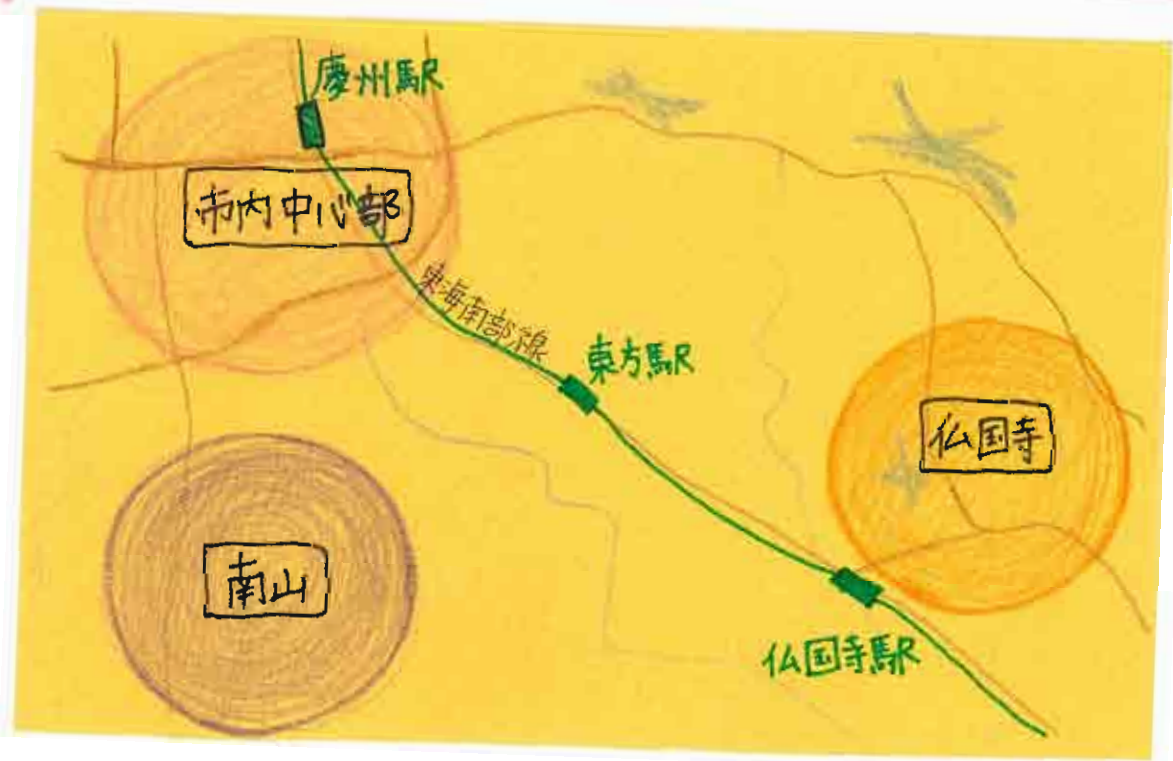 慶州駅
市内中心部
東海南部線
東方駅
仏国寺
南山
仏国寺駅